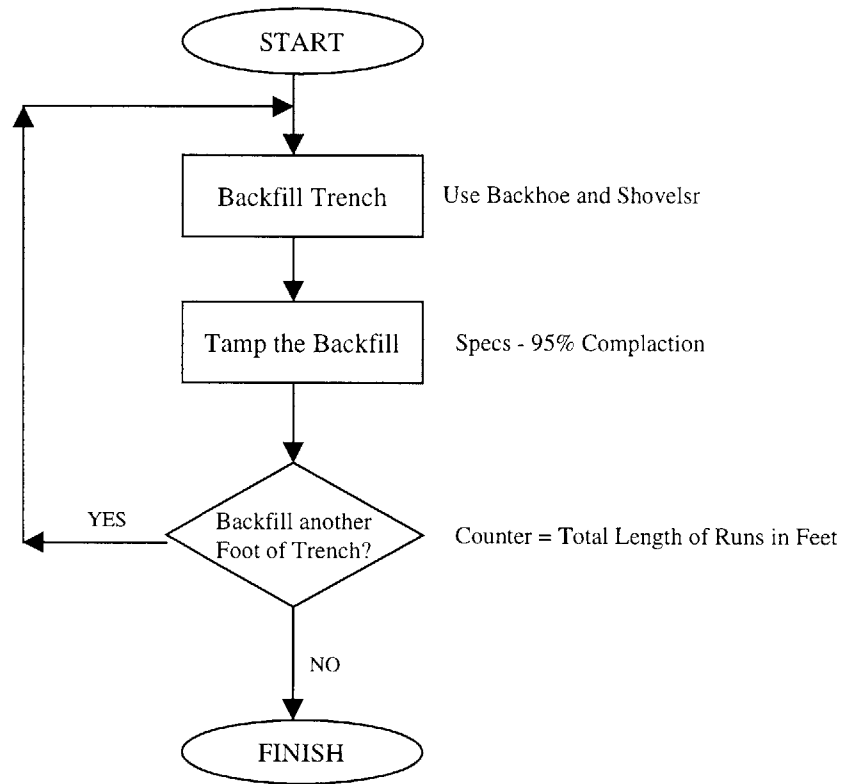 START
Backfill Trench
Use Backhoe and Shovelsr
Tamp the Backfill
Specs - 95% Complaction
YES
Backfill another
Foot of Trench?
Counter = Total Length of Runs in Feet
NO
FINISH